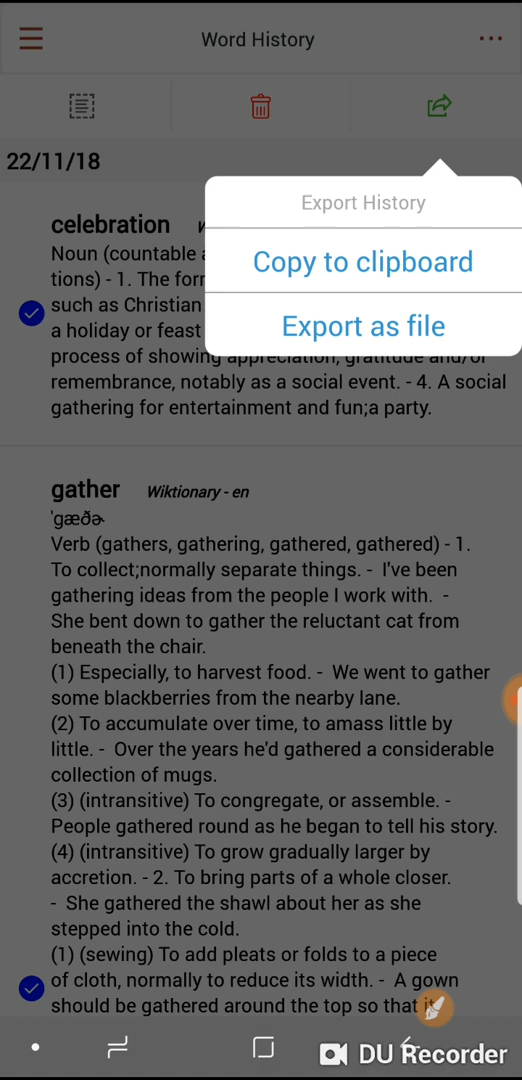 Word History
22/11/18
Export History
Copy to clipboard
Export as file
celebration
Noun (countable
tions) - 1. The
such as Christian
a holiday or feast
process of showing appreciation, gratitude and/or
remembrance, notably as a social event. - 4. A social
gathering for entertainment and fun;a party.
gather Wiktionary - en
ˈɡæðɚ
Verb (gathers, gathering, gathered, gathered) - 1.
To collect;normally separate things. - I've been
gathering ideas from the people I work with. -
She bent down to gather the reluctant cat from
beneath the chair.
(1) Especially, to harvest food. - We went to gather
some blackberries from the nearby lane.
(2) To accumulate over time, to amass little by
little. - Over the years he'd gathered a considerable
collection of mugs.
(3) (intransitive) To congregate, or assemble. -
People gathered round as he began to tell his story.
(4) (intransitive) To grow gradually larger by
accretion. - 2. To bring parts of a whole closer.
- She gathered the shawl about her as she
stepped into the cold.
(1) (sewing) To add pleats or folds to a piece
of cloth, normally to reduce its width. - A gown
should be gathered around the top so that it
DU Recorder